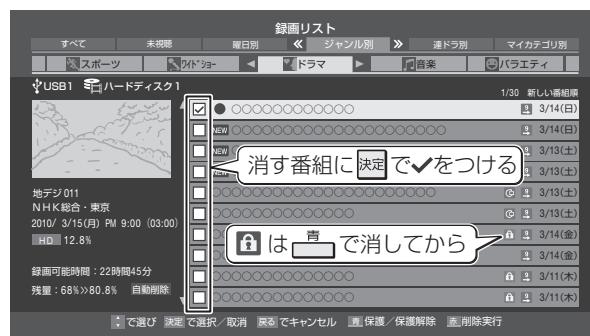 録画リスト
すべて 未視聴 曜日別 ≪ ジャンル別 ≫ 連ドラ別 マイカテゴリ別
スポーツ ワイドショー ◀ ドラマ ▶ 音楽 バラエティ
USB1 ハードディスク1
1/30 新しい番組順
✓ ● ○○○○○○○○○○○○ 3/14(日)
NEW ○○○○○○○○○○○○○○○○○○○○○ 3/14(日)
NEW 3/13(土)
NEW 3/13(土)
消す番組に 決定 で✓をつける
○○○○○○○○○○○○○○○○○○○○ 3/13(土)
○○○○○○○○○○○○ 3/13(土)
3/14(金)
は 青 で消してから
3/14(金)
○○○○○○○○○○○○ 3/11(木)
○○○○○○○○○○○○ 3/11(木)
地デジ011
NHK総合・東京
2010/ 3/15(月) PM 9:00 (03:00)
HD 12.8%
録画可能時間:22時間45分
残量:68%≫80.8% 自動削除
で選び 決定 で選択/取消 戻る でキャンセル 青 保護/保護解除 赤 削除実行